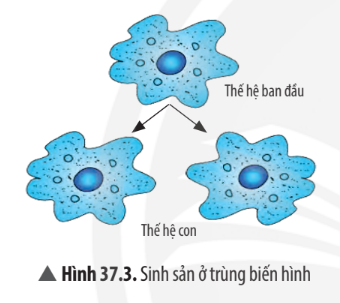 Thế hệ ban đầu
Thế hệ con
▲ Hình 37.3. Sinh sản ở trùng biến hình